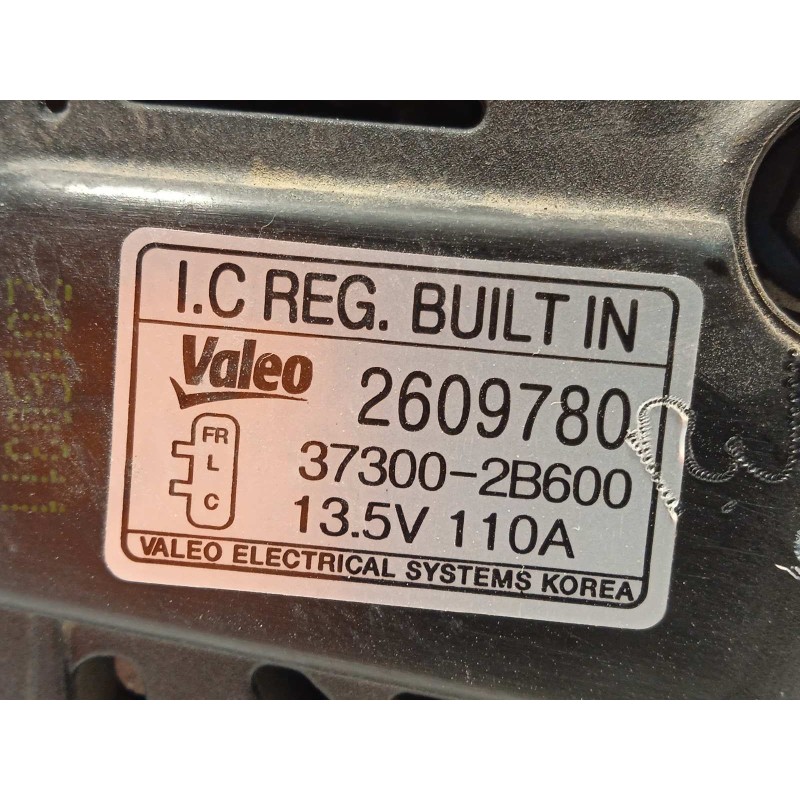 I.C REG. BUILT IN
Valeo
2609780
FR
L
C
37300-2B600
13.5V 110A
VALEO ELECTRICAL SYSTEMS KOREA